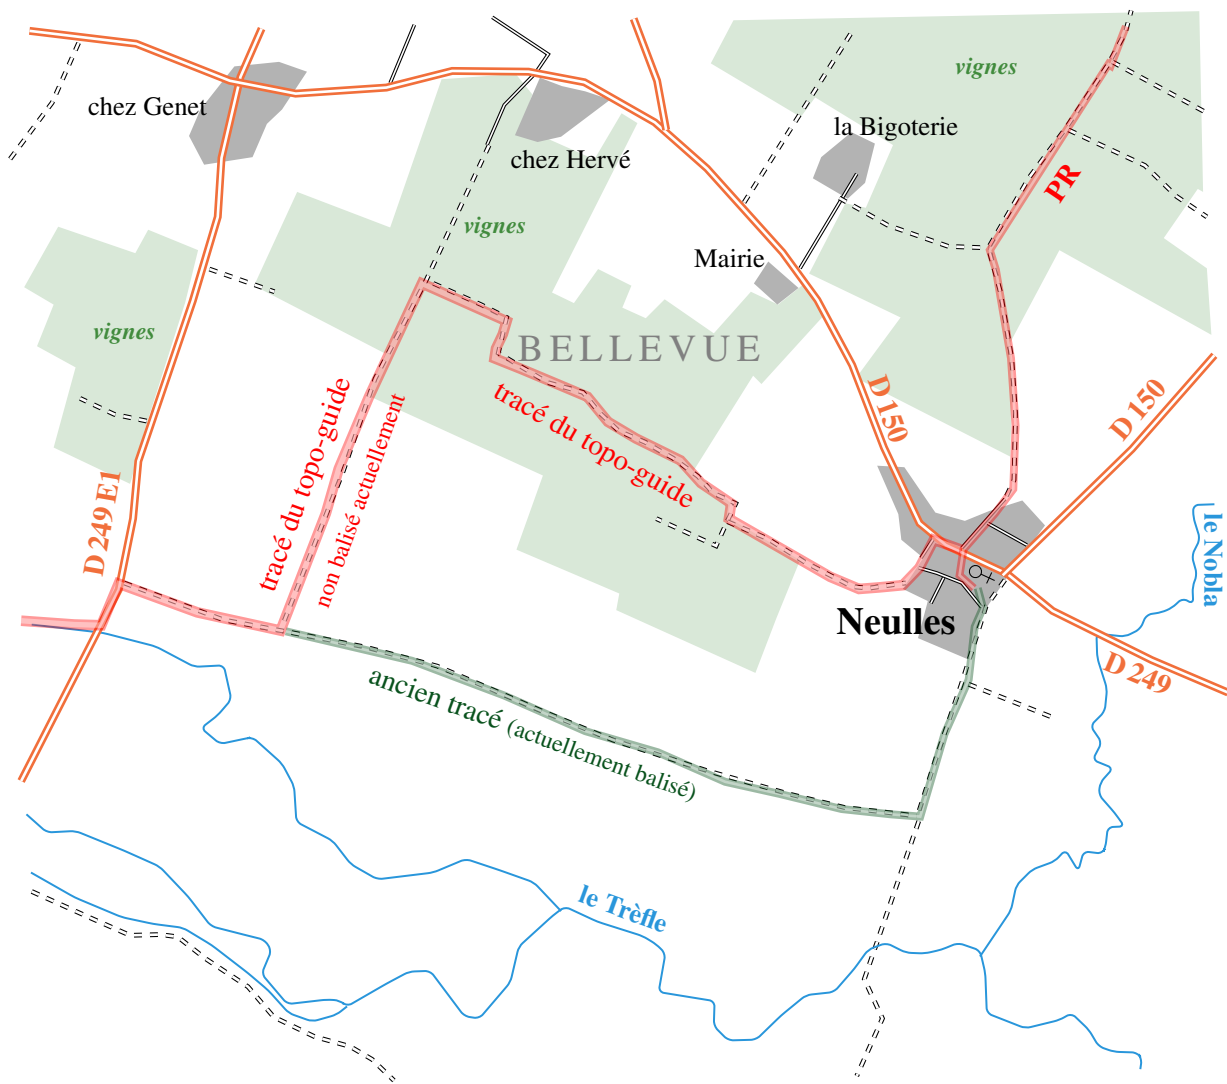 vignes
chez Genet
la Bigoterie
chez Hervé
PR
vignes
Mairie
vignes
BELLEVUE
tracé du topo-guide
non balisé actuellement
tracé du topo-guide
D 150
D 150
D 249 E1
le Nobla
Neulles
D 249
ancien tracé (actuellement balisé)
le Trèfle